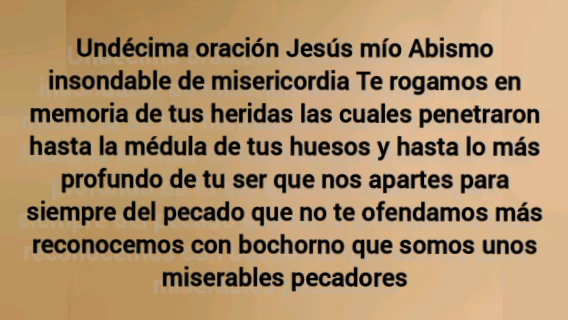 Undécima oración Jesús mío Abismo
insondable de misericordia Te rogamos en
memoria de tus heridas las cuales penetraron
hasta la médula de tus huesos y hasta lo más
profundo de tu ser que nos apartes para
siempre del pecado que no te ofendamos más
reconocemos con bochorno que somos unos
miserables pecadores